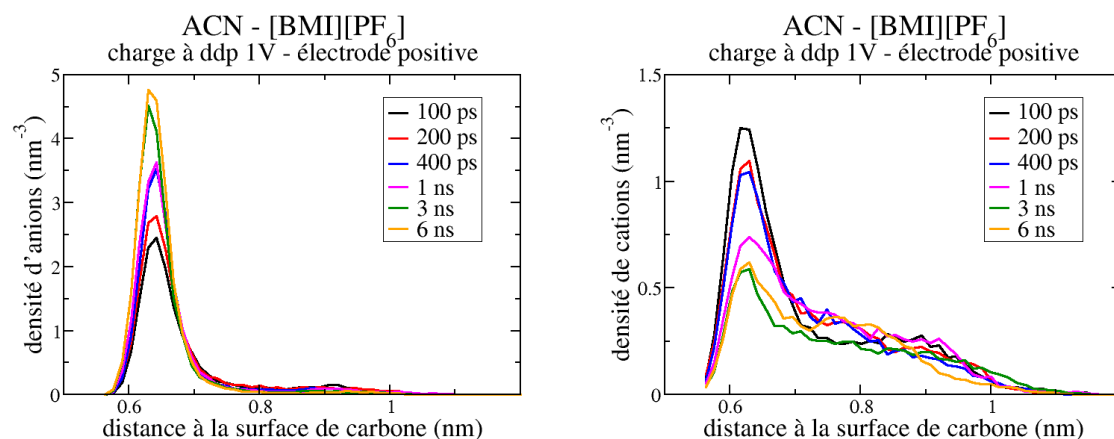 ACN - [BMI][PF6]
charge à ddp 1V - électrode positive
densité d'anions (nm-3)
5
4
3
2
1
0
100 ps
200 ps
400 ps
1 ns
3 ns
6 ns
0.6 0.8 1
distance à la surface de carbone (nm)
ACN - [BMI][PF6]
charge à ddp 1V - électrode positive
densité de cations (nm-3)
1.5
1
0.5
0
100 ps
200 ps
400 ps
1 ns
3 ns
6 ns
0.6 0.8 1
distance à la surface de carbone (nm)